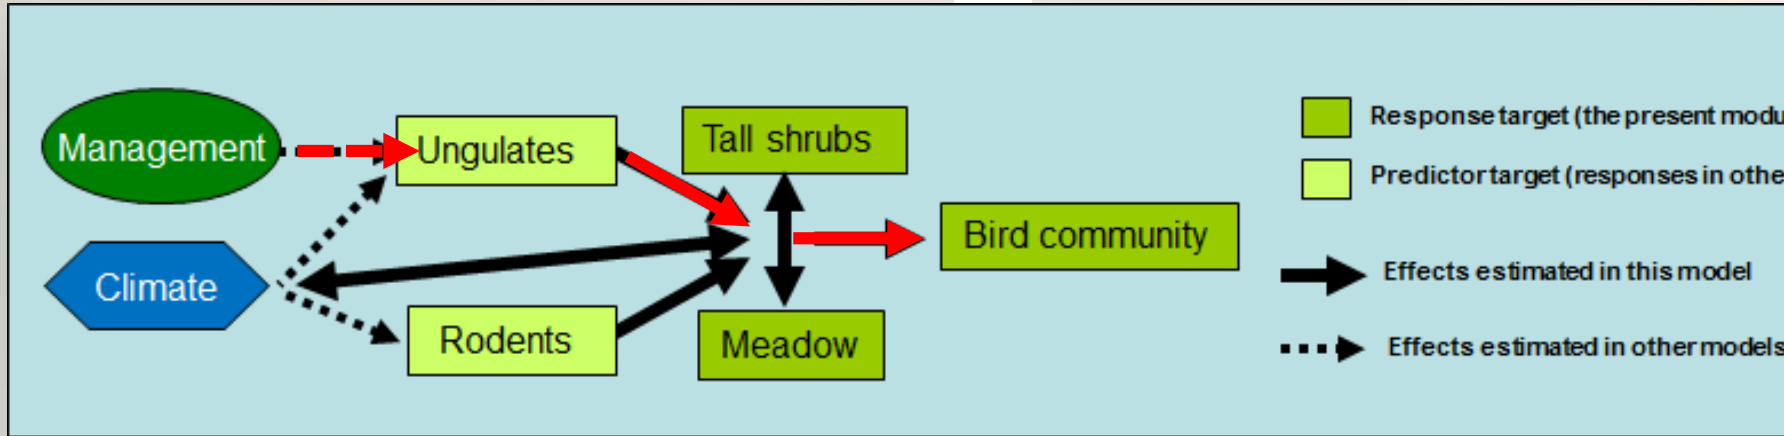 Management
Ungulates
Tall shrubs
Bird community
Climate
Rodents
Meadow
Response target (the present modu
Predictor target (responses in othe
Effects estimated in this model
Effects estimated in other models